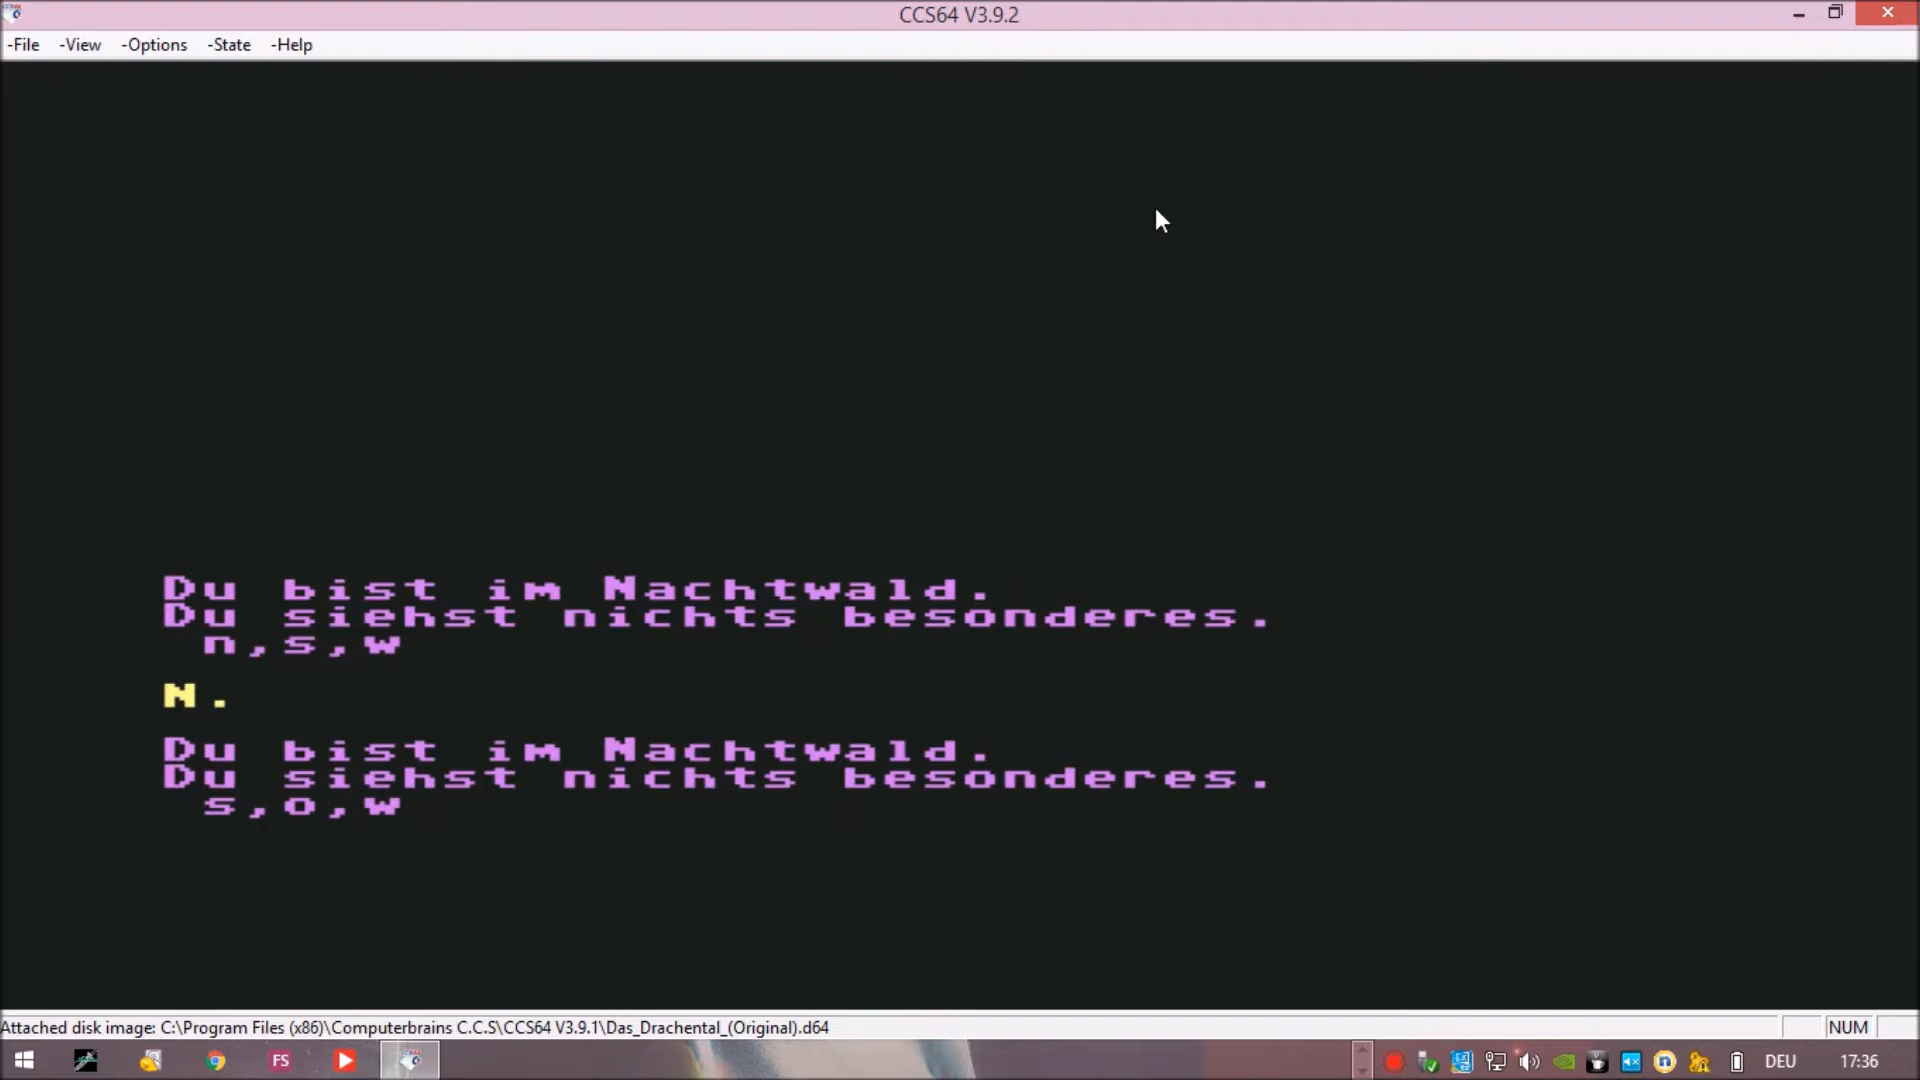 CCS64 V3.9.2
-File -View -Options -State -Help
Du bist im Nachtwald.
Du siehst nichts besonderes.
n,s,w
N.
Du bist im Nachtwald.
Du siehst nichts besonderes.
s,o,w
Attached disk image: C:\Program Files (x86)\Computerbrains C.C.S\CCS64 V3.9.1\Das_Drachental_(Original).d64
NUM
FS
DEU 17:36